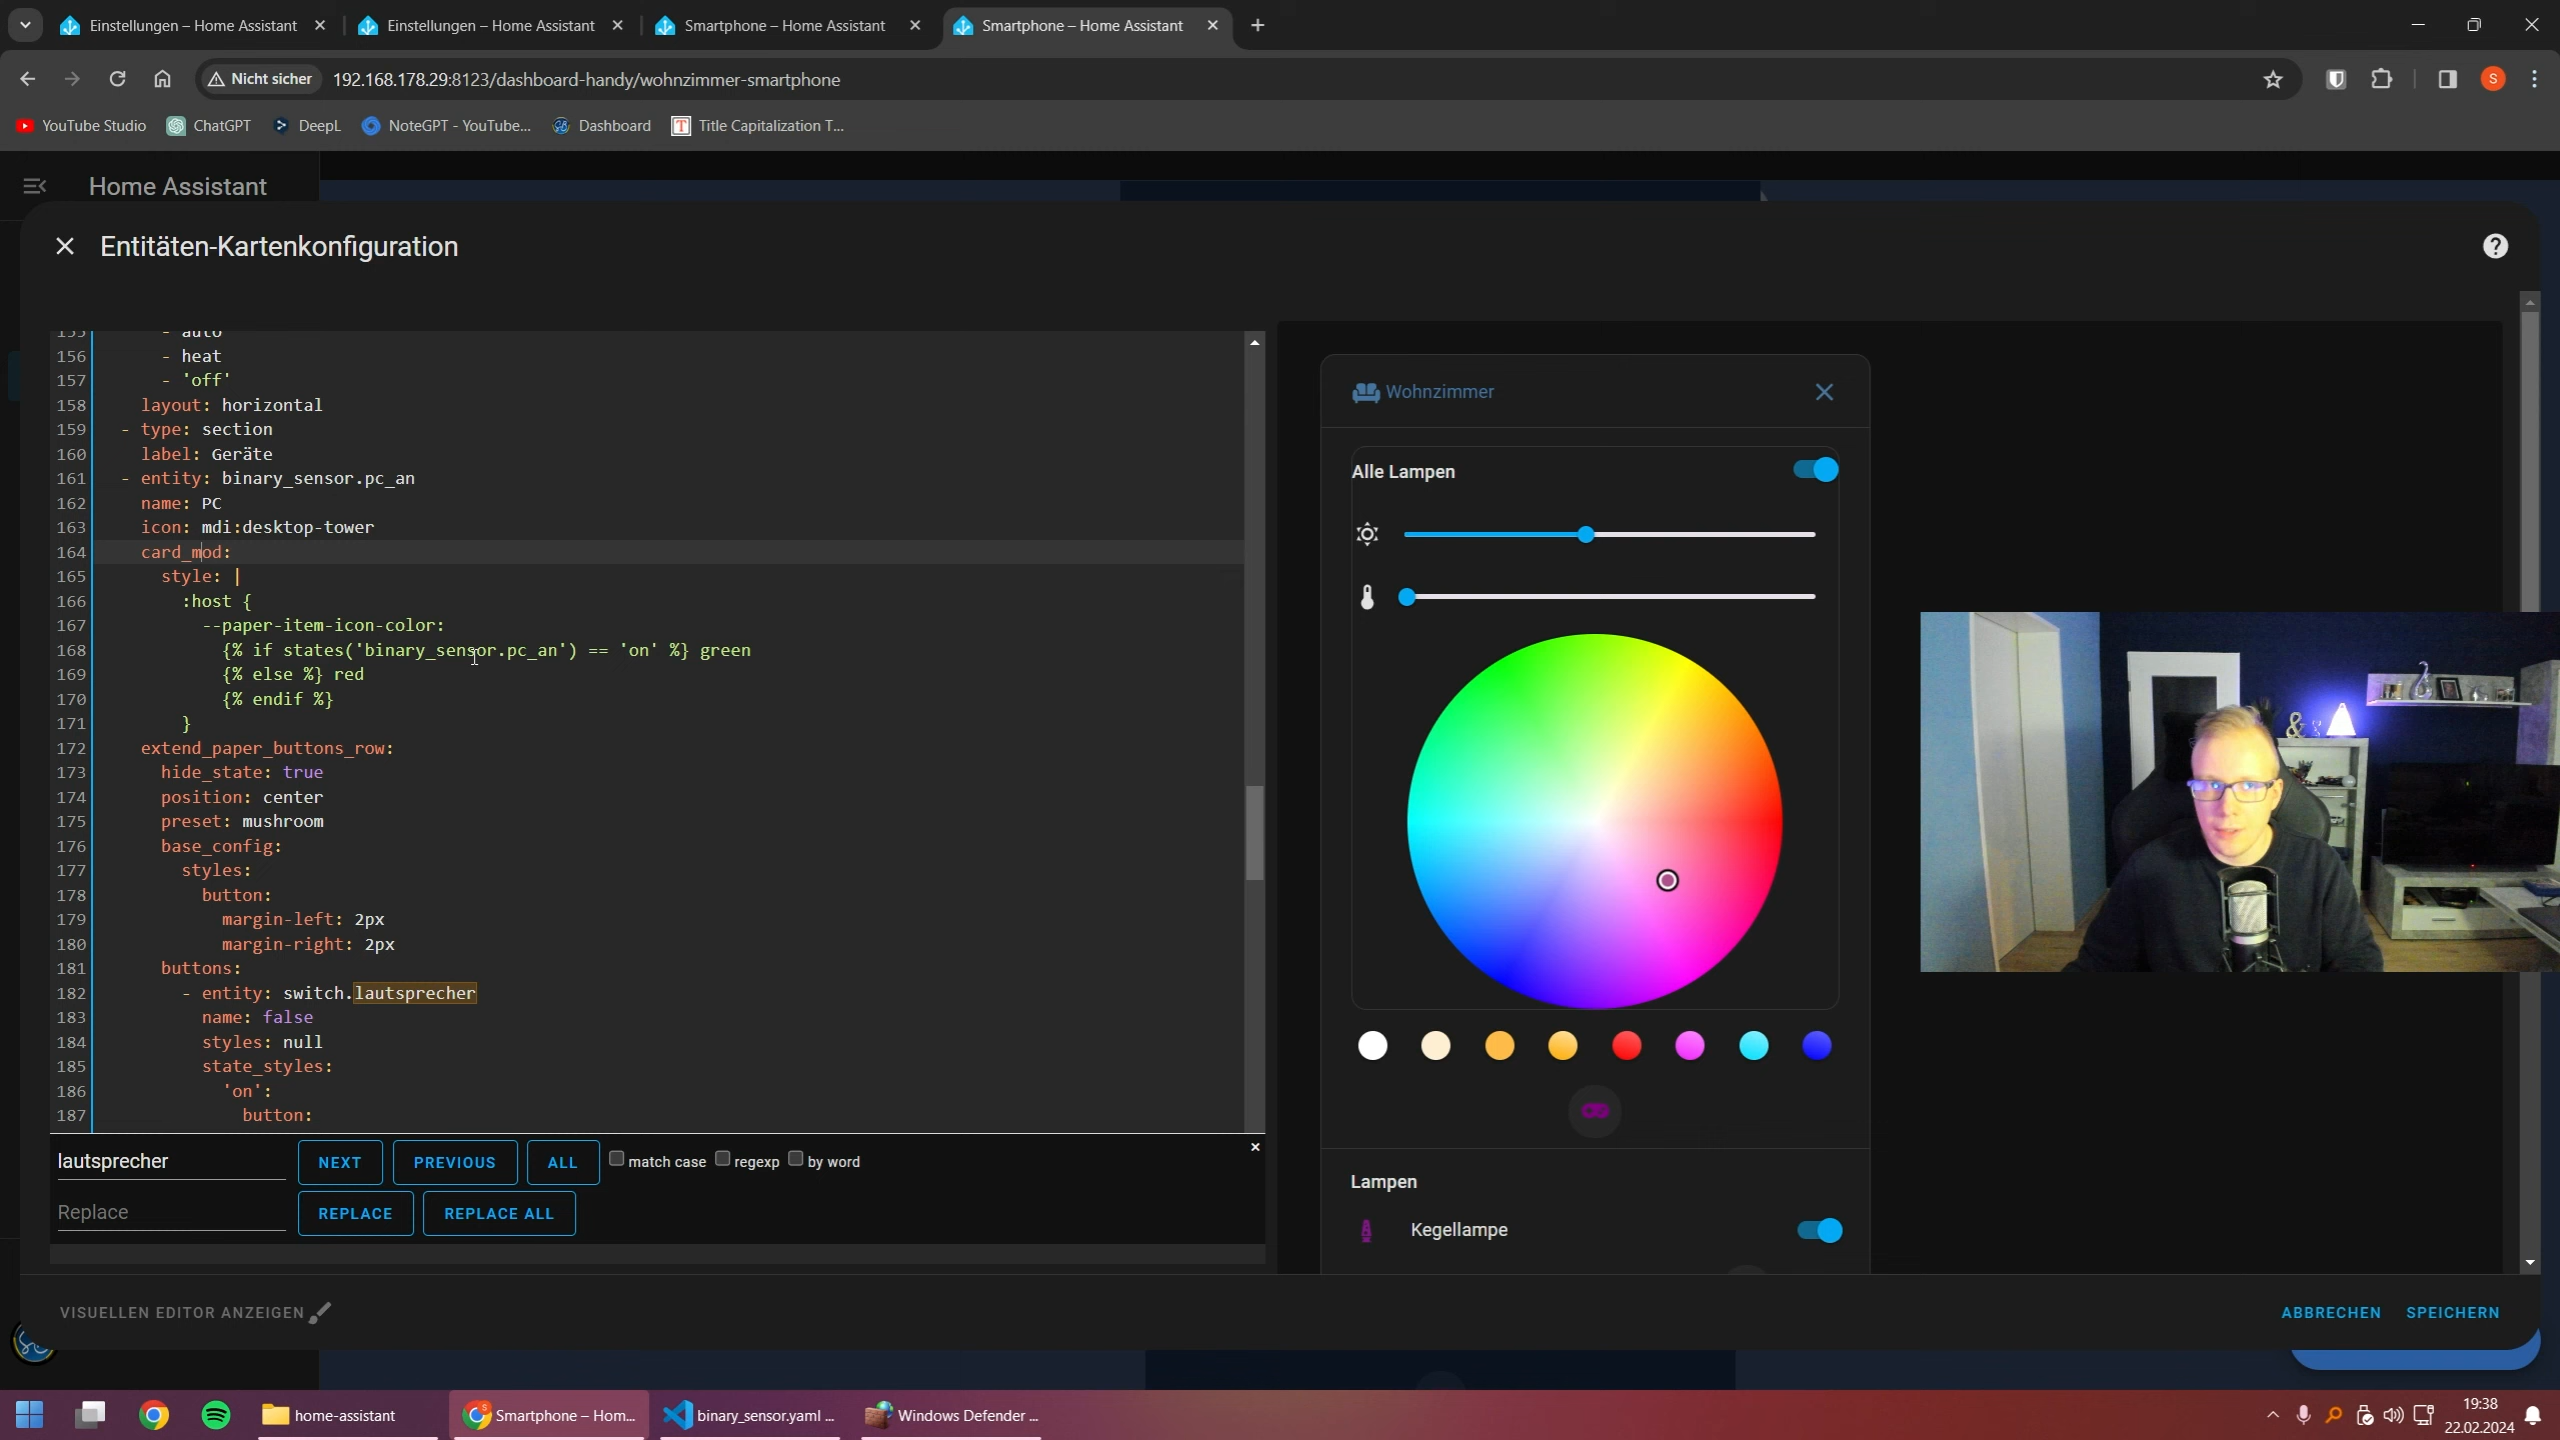 Einstellungen – Home Assistant
Einstellungen – Home Assistant
Smartphone – Home Assistant
Smartphone – Home Assistant
Nicht sicher
192.168.178.29:8123/dashboard-handy/wohnzimmer-smartphone
S
YouTube Studio
ChatGPT
DeepL
NoteGPT - YouTube...
Dashboard
Title Capitalization T...
Home Assistant
Entitäten-Kartenkonfiguration
155 - auto
156 - heat
157 - 'off'
158 layout: horizontal
159 - type: section
160 label: Geräte
161 - entity: binary_sensor.pc_an
162 name: PC
163 icon: mdi:desktop-tower
164 card_mod:
165 style: |
166 :host {
167 --paper-item-icon-color:
168 {% if states('binary_sensor.pc_an') == 'on' %} green
169 {% else %} red
170 {% endif %}
171 }
172 extend_paper_buttons_row:
173 hide_state: true
174 position: center
175 preset: mushroom
176 base_config:
177 styles:
178 button:
179 margin-left: 2px
180 margin-right: 2px
181 buttons:
182 - entity: switch.lautsprecher
183 name: false
184 styles: null
185 state_styles:
186 'on':
187 button:
lautsprecher
NEXT
PREVIOUS
ALL
match case
regexp
by word
Replace
REPLACE
REPLACE ALL
Wohnzimmer
Alle Lampen
Lampen
Kegellampe
VISUELLEN EDITOR ANZEIGEN
ABBRECHEN
SPEICHERN
home-assistant
Smartphone – Hom...
binary_sensor.yaml ...
Windows Defender ...
19:38
22.02.2024